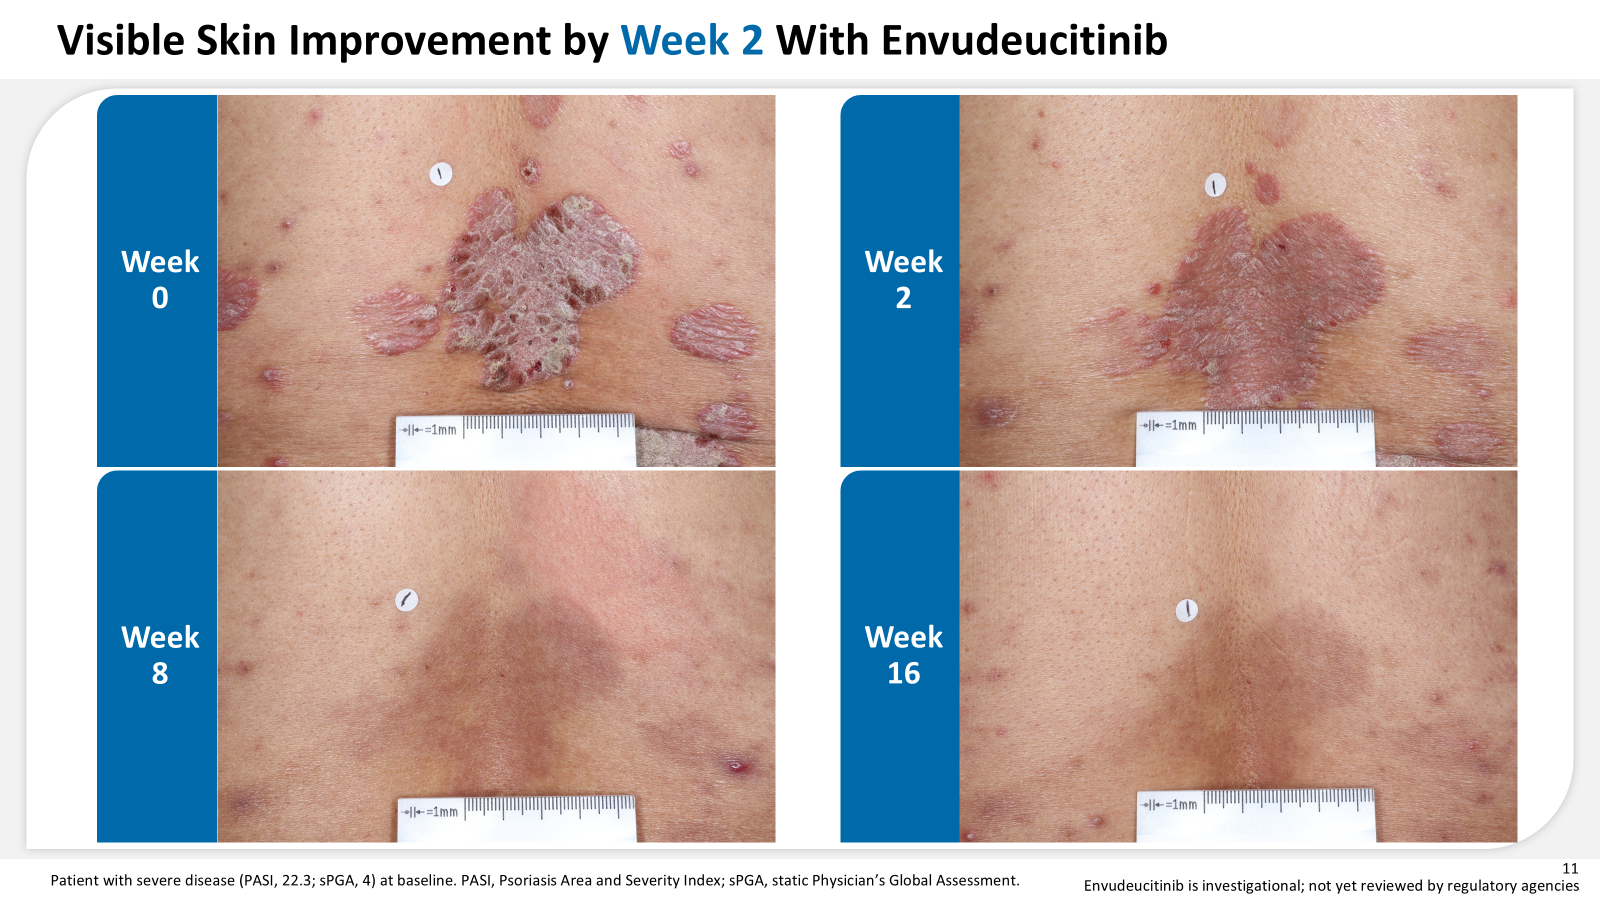 Visible Skin Improvement by Week 2 With Envudeucitinib
Week
0
=1mm
Week
2
=1mm
Week
8
=1mm
Week
16
=1mm
Patient with severe disease (PASI, 22.3; sPGA, 4) at baseline. PASI, Psoriasis Area and Severity Index; sPGA, static Physician’s Global Assessment.
11
Envudeucitinib is investigational; not yet reviewed by regulatory agencies